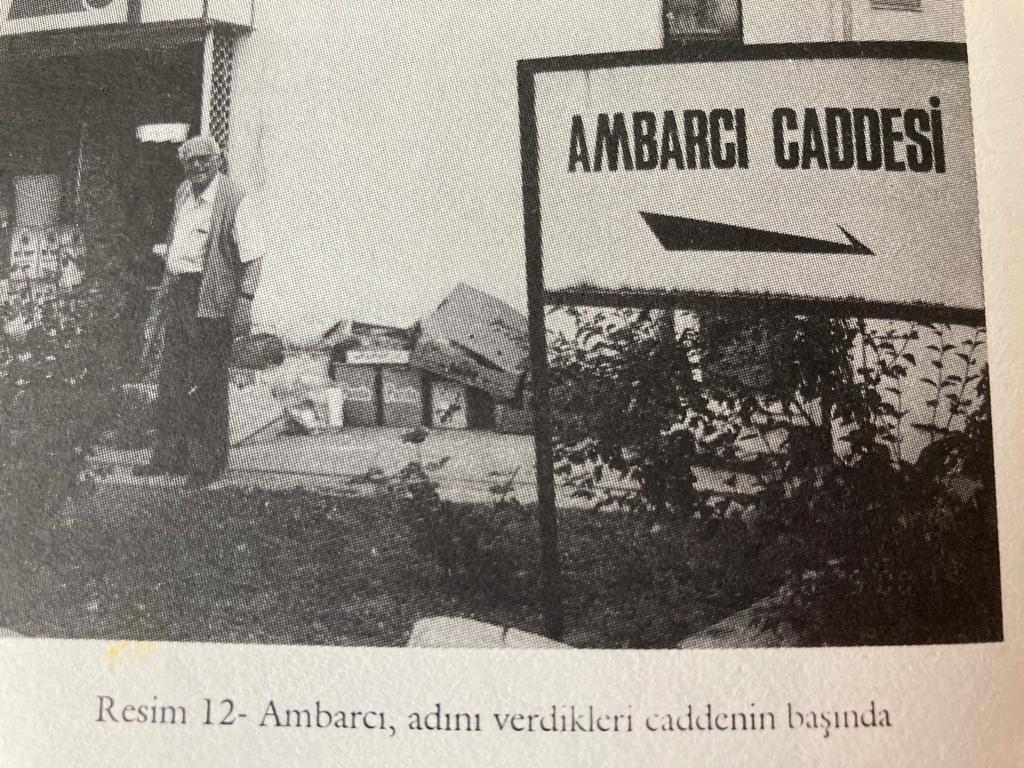 AMBARCI CADDESİ
Resim 12- Ambarcı, adını verdikleri caddenin başında